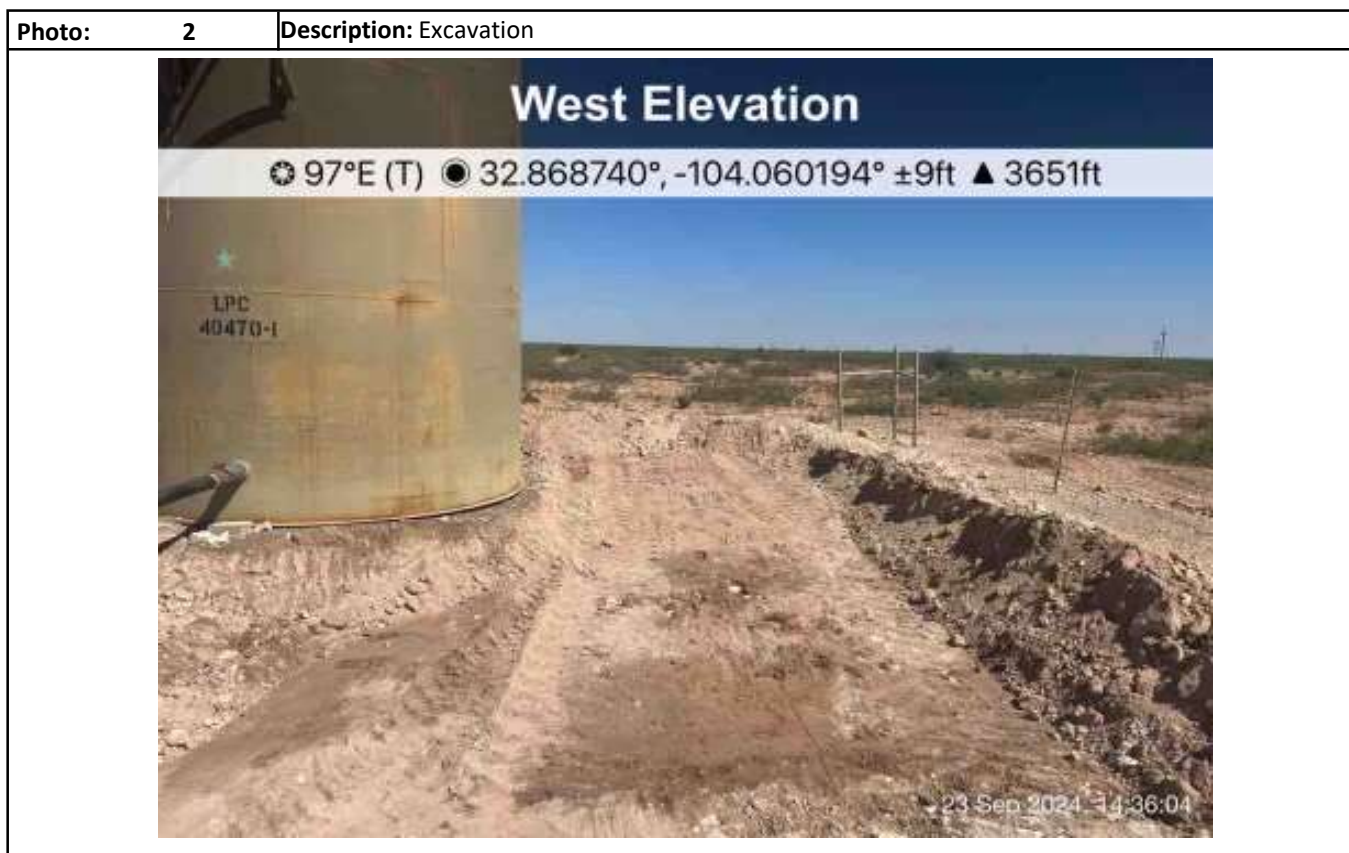 Photo: 2 Description: Excavation
West Elevation
97°E (T) 32.868740°, -104.060194° ±9ft ▲ 3651ft
LPC
40470-1
23 Sep 2024, 14:36:04